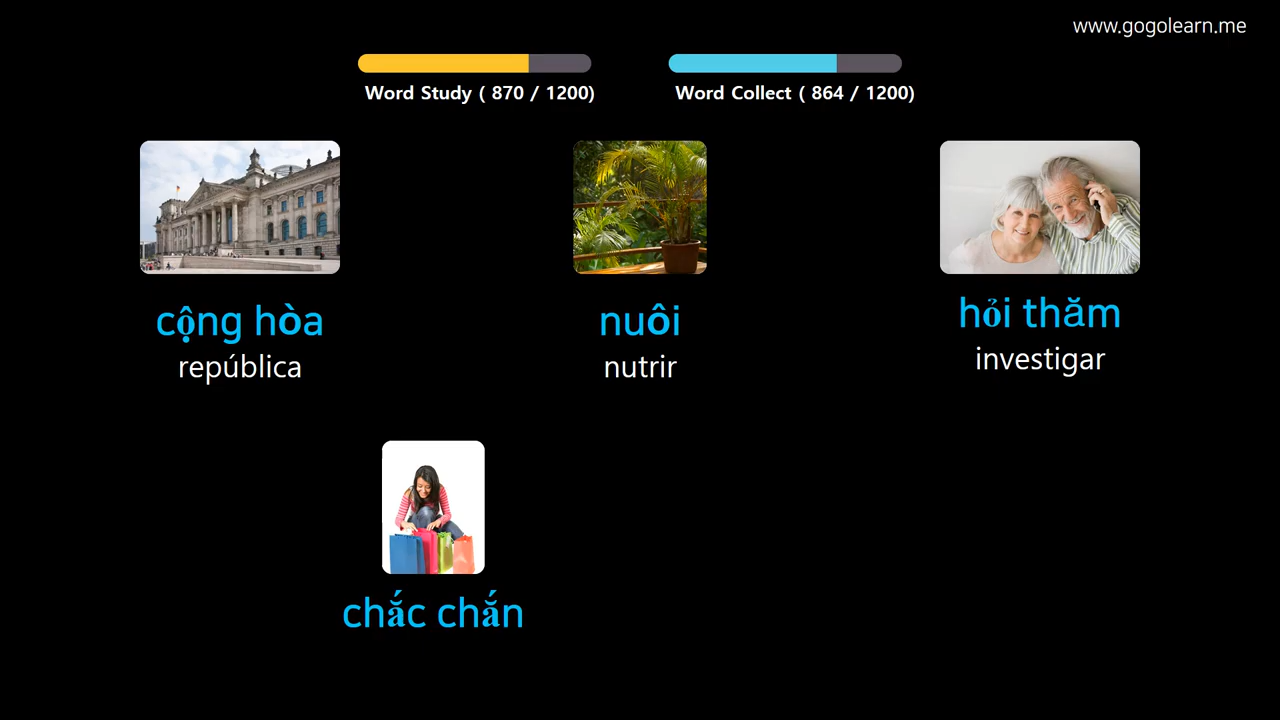 www.gogolearn.me
Word Study ( 870 / 1200)
Word Collect ( 864 / 1200)
cộng hòa
república
nuôi
nutrir
hỏi thăm
investigar
chắc chắn